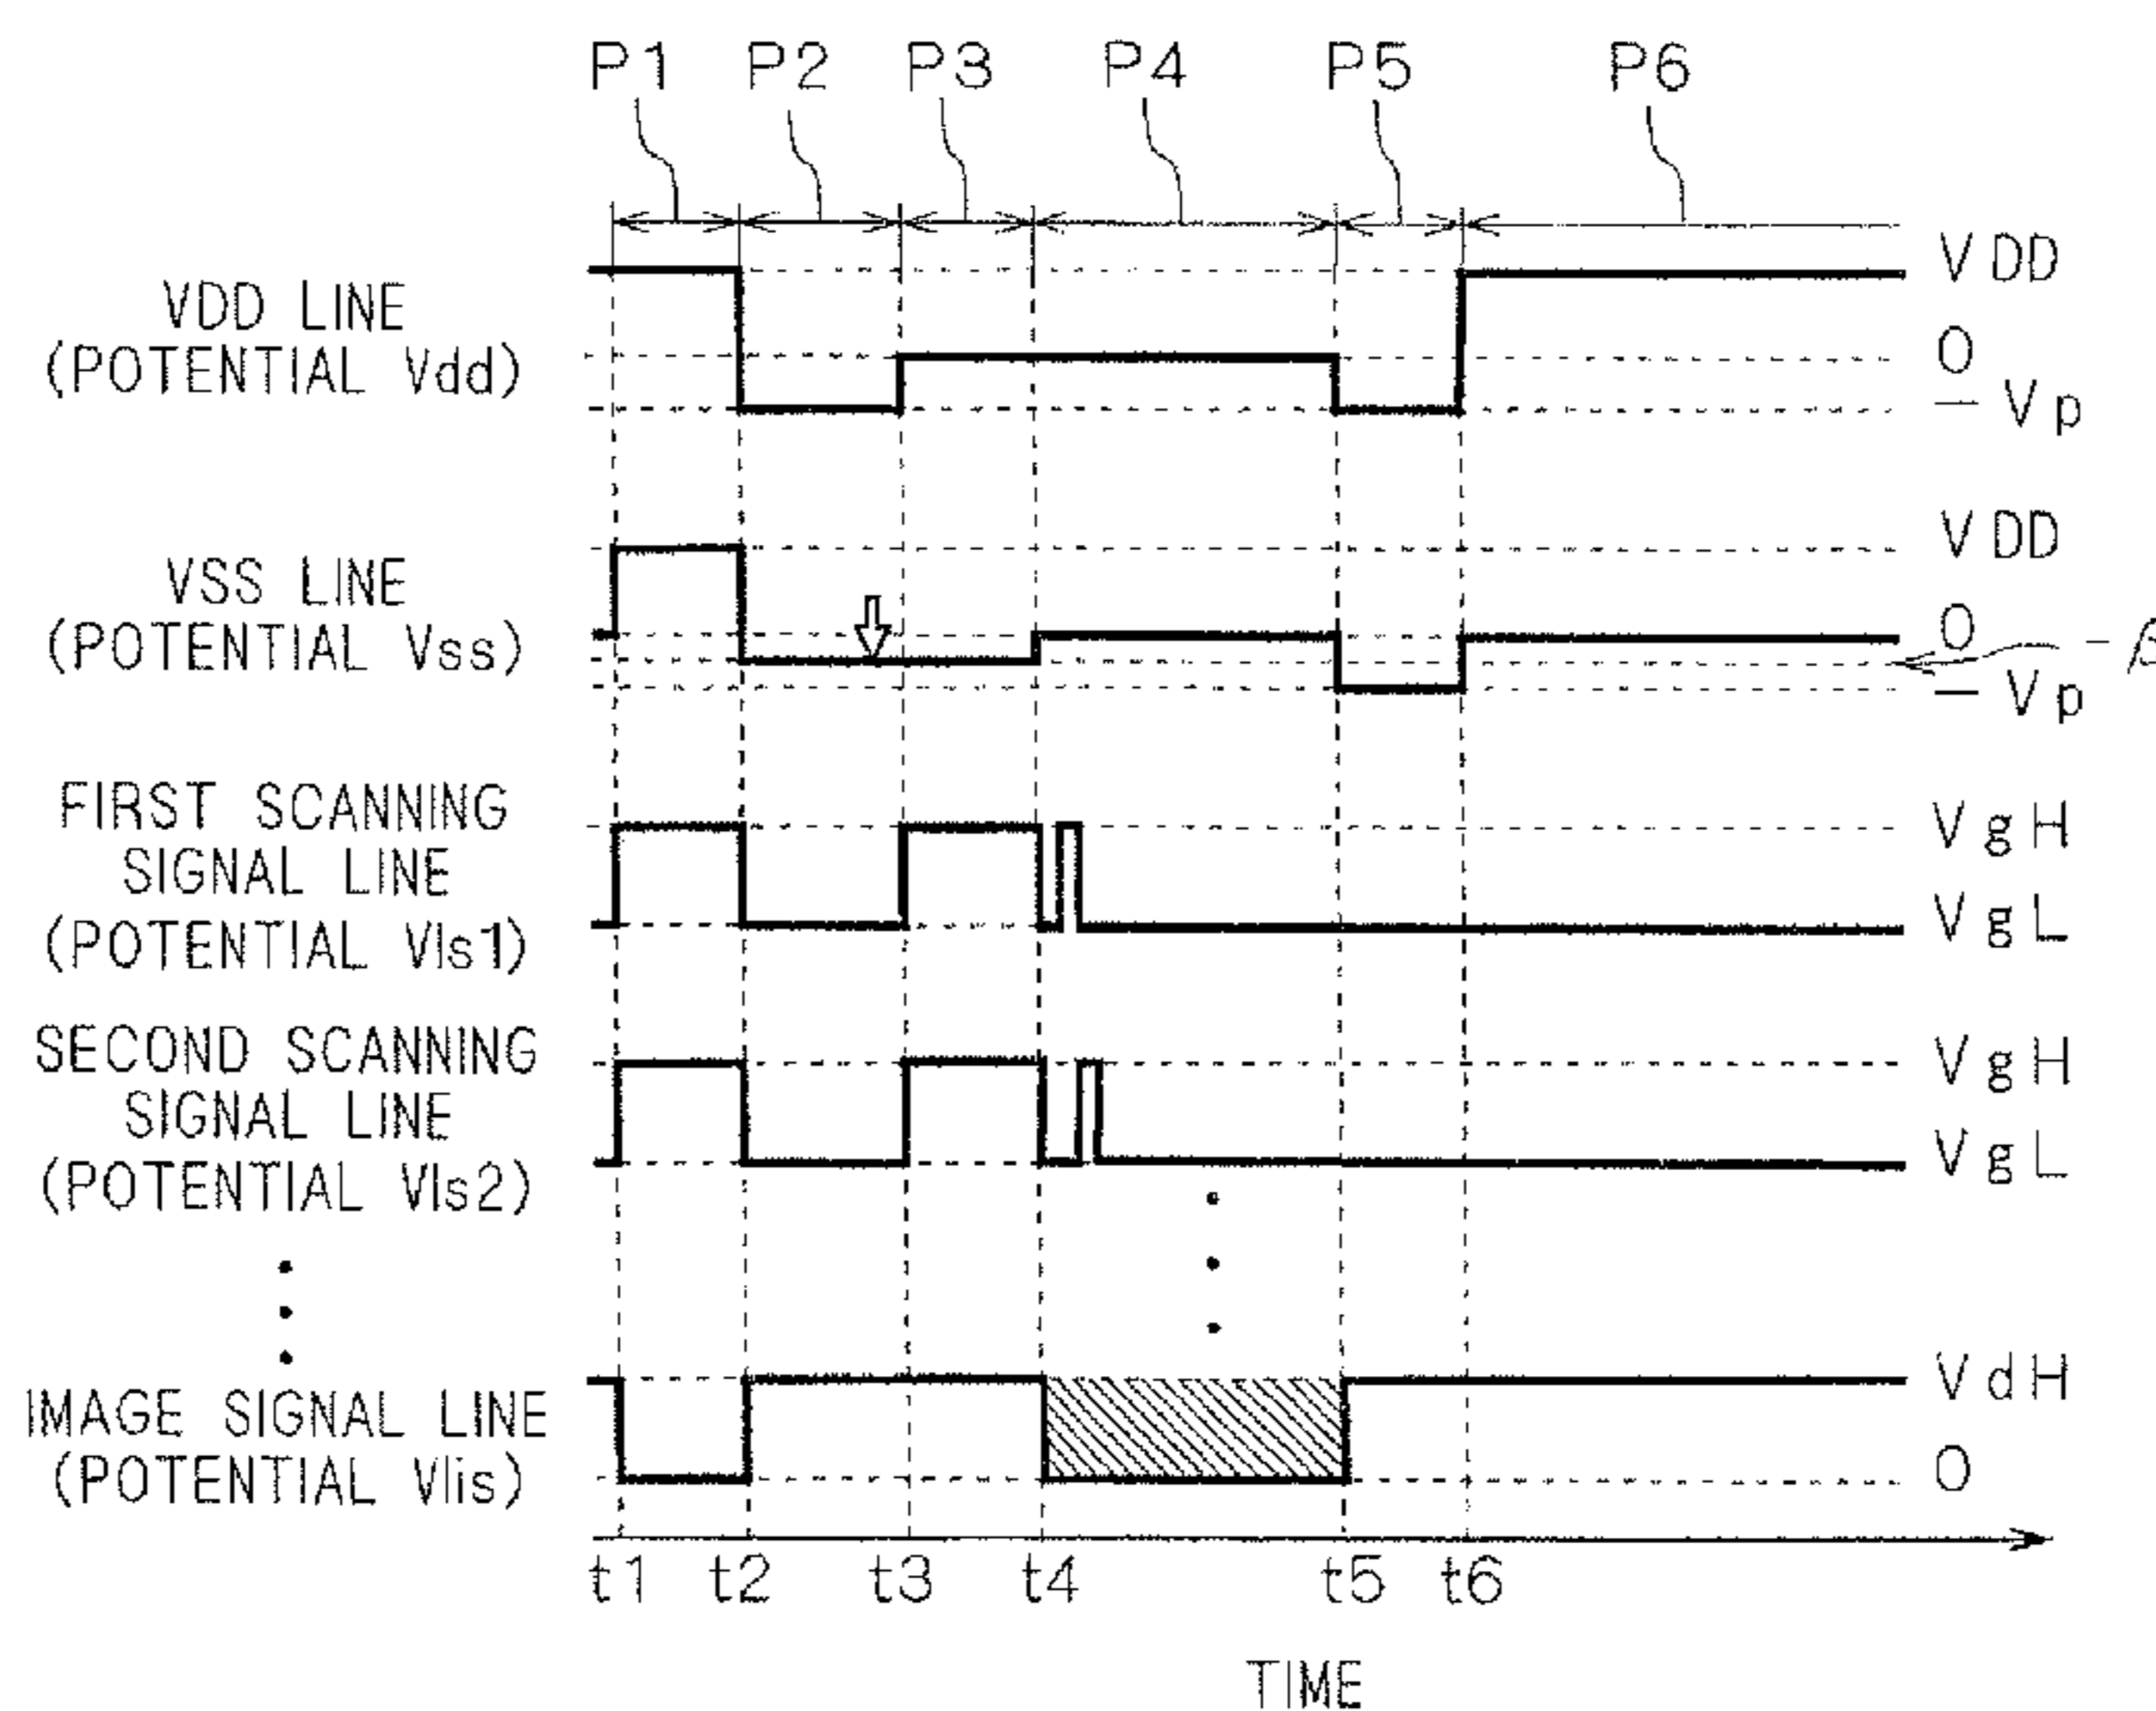 P1 P2 P3 P4 P5 P6
VDD LINE
(POTENTIAL Vdd)
VDD
0
-Vp
VSS LINE
(POTENTIAL Vss)
VDD
0
-β
-Vp
FIRST SCANNING
SIGNAL LINE
(POTENTIAL Vls1)
VgH
VgL
SECOND SCANNING
SIGNAL LINE
(POTENTIAL Vls2)
VgH
VgL
IMAGE SIGNAL LINE
(POTENTIAL Vlis)
VdH
0
t1 t2 t3 t4 t5 t6
TIME